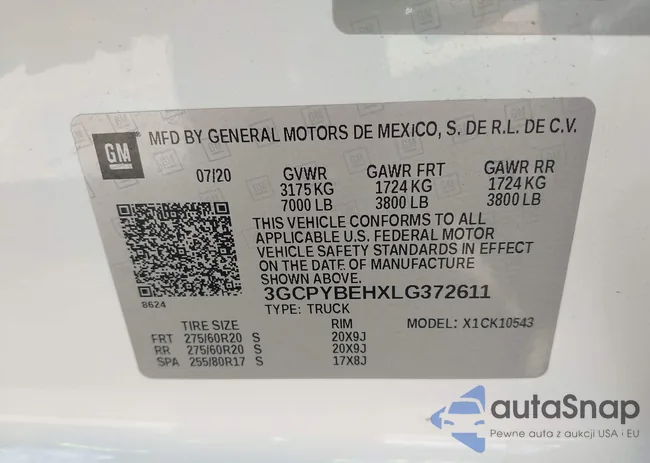 GM
MFD BY GENERAL MOTORS DE MEXICO, S. DE R.L. DE C.V.
07/20 GVWR GAWR FRT GAWR RR
3175 KG 1724 KG 1724 KG
7000 LB 3800 LB 3800 LB
THIS VEHICLE CONFORMS TO ALL
APPLICABLE U.S. FEDERAL MOTOR
VEHICLE SAFETY STANDARDS IN EFFECT
ON THE DATE OF MANUFACTURE
SHOWN ABOVE.
8624
3GCPYBEHXLG372611
TYPE: TRUCK MODEL: X1CK10543
TIRE SIZE RIM
FRT 275/60R20 S 20X9J
RR 275/60R20 S 20X9J
SPA 255/80R17 S 17X8J
autaSnap
Pewne auta z aukcji USA i EU